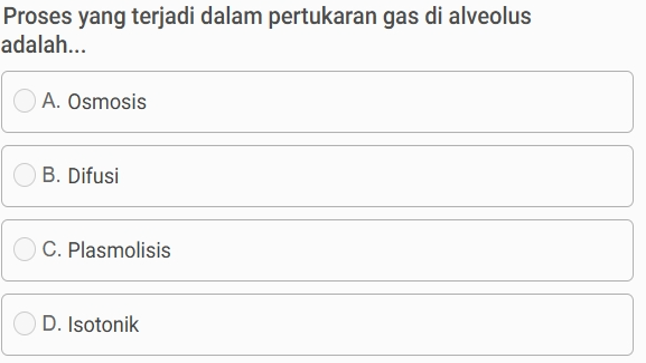 Proses yang terjadi dalam pertukaran gas di alveolus
adalah...
A. Osmosis
B. Difusi
C. Plasmolisis
D. Isotonik